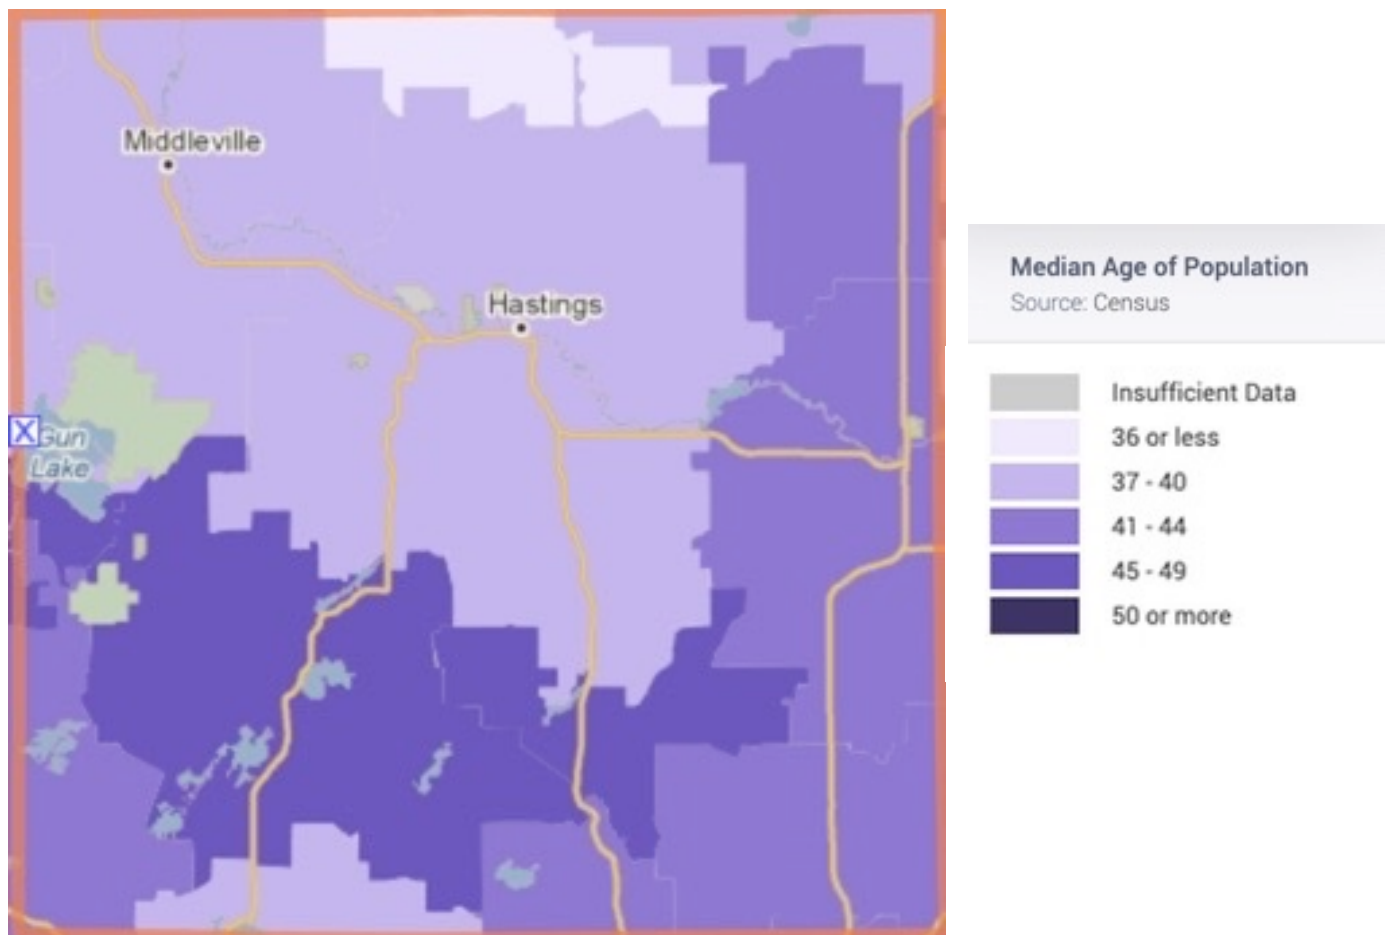 Middleville
Hastings
X
Gun
Lake
Median Age of Population
Source: Census
Insufficient Data
36 or less
37 - 40
41 - 44
45 - 49
50 or more